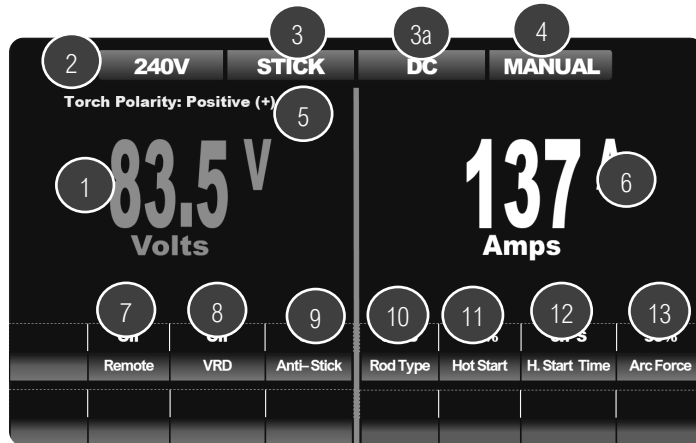 3 3a 4
2 240V STICK DC MANUAL
Torch Polarity: Positive (+)
5
1 83.5 V 137 6
Volts Amps
7 8 9 10 11 12 13
Remote VRD Anti-Stick Rod Type Hot Start H. Start Time Arc Force